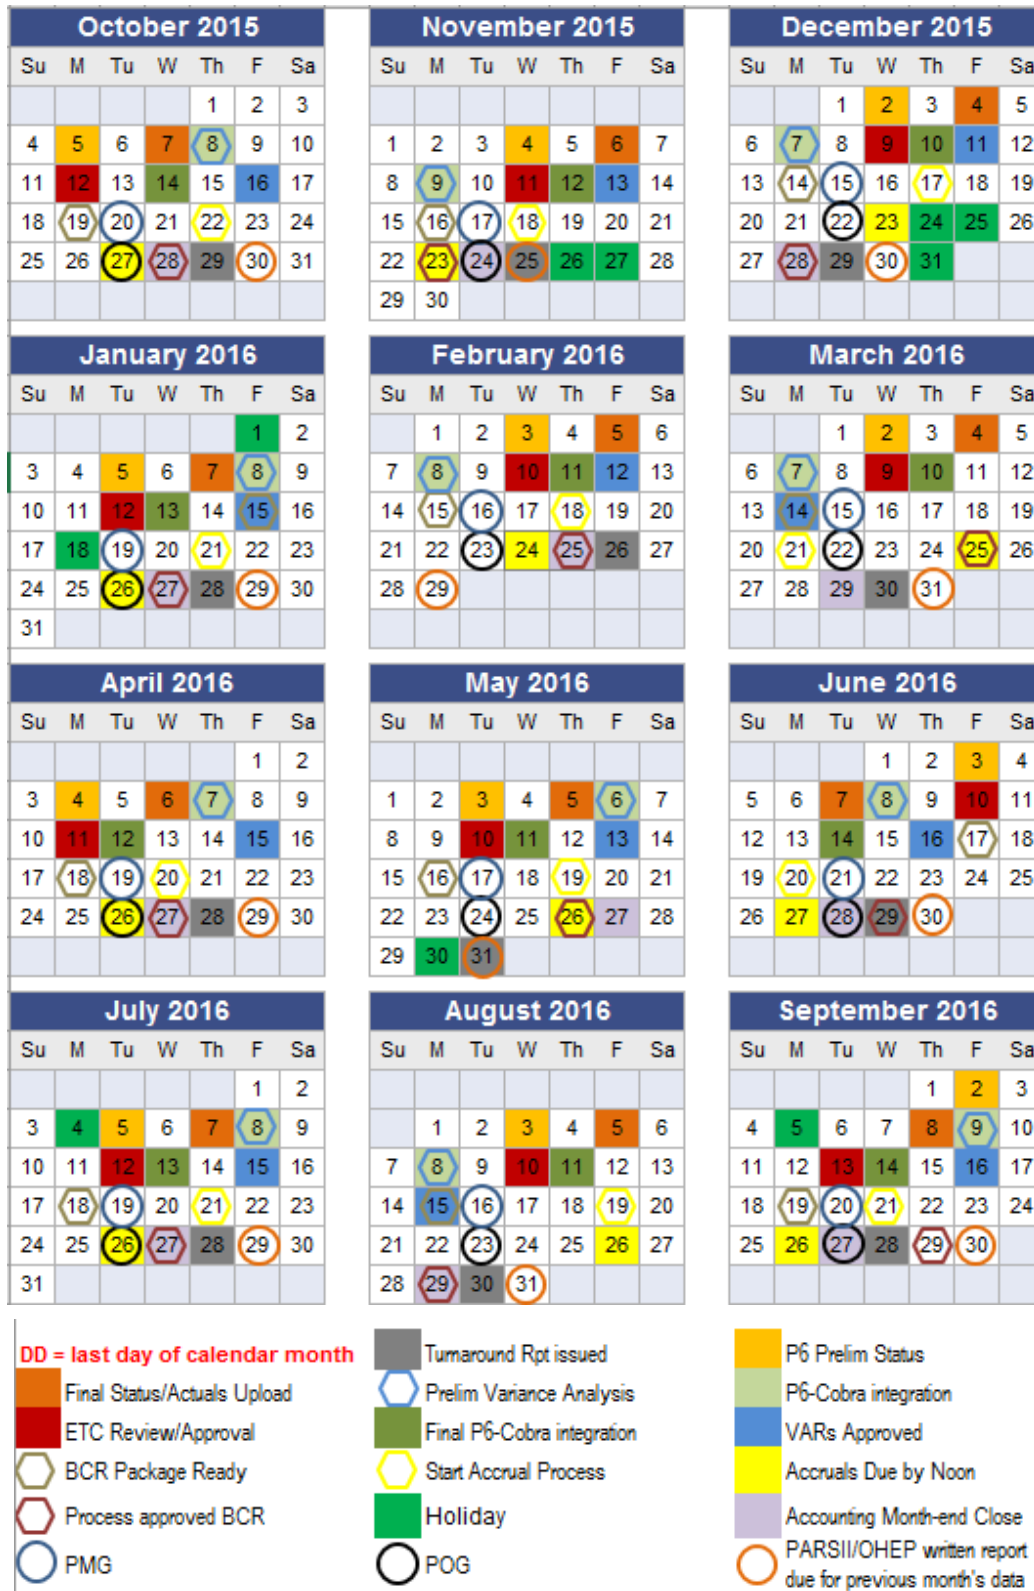 October 2015 November 2015 December 2015
Su M Tu W Th F Sa Su M Tu W Th F Sa Su M Tu W Th F Sa
1 2 3 1 2 3 4 5
4 5 6 7 8 9 10 1 2 3 4 5 6 7 6 7 8 9 10 11 12
11 12 13 14 15 16 17 8 9 10 11 12 13 14 13 14 15 16 17 18 19
18 19 20 21 22 23 24 15 16 17 18 19 20 21 20 21 22 23 24 25 26
25 26 27 28 29 30 31 22 23 24 25 26 27 28 27 28 29 30 31
29 30
January 2016 February 2016 March 2016
Su M Tu W Th F Sa Su M Tu W Th F Sa Su M Tu W Th F Sa
1 2 1 2 3 4 5 6 1 2 3 4 5
3 4 5 6 7 8 9 7 8 9 10 11 12 13 6 7 8 9 10 11 12
10 11 12 13 14 15 16 14 15 16 17 18 19 20 13 14 15 16 17 18 19
17 18 19 20 21 22 23 21 22 23 24 25 26 27 20 21 22 23 24 25 26
24 25 26 27 28 29 30 28 29 27 28 29 30 31
31
April 2016 May 2016 June 2016
Su M Tu W Th F Sa Su M Tu W Th F Sa Su M Tu W Th F Sa
1 2 1 2 3 4
3 4 5 6 7 8 9 1 2 3 4 5 6 7 5 6 7 8 9 10 11
10 11 12 13 14 15 16 8 9 10 11 12 13 14 12 13 14 15 16 17 18
17 18 19 20 21 22 23 15 16 17 18 19 20 21 19 20 21 22 23 24 25
24 25 26 27 28 29 30 22 23 24 25 26 27 28 26 27 28 29 30
29 30 31
July 2016 August 2016 September 2016
Su M Tu W Th F Sa Su M Tu W Th F Sa Su M Tu W Th F Sa
1 2 1 2 3
3 4 5 6 7 8 9 1 2 3 4 5 6 4 5 6 7 8 9 10
10 11 12 13 14 15 16 7 8 9 10 11 12 13 11 12 13 14 15 16 17
17 18 19 20 21 22 23 14 15 16 17 18 19 20 18 19 20 21 22 23 24
24 25 26 27 28 29 30 21 22 23 24 25 26 27 25 26 27 28 29 30
31 28 29 30 31
DD = last day of calendar month Turnaround Rpt issued P6 Prelim Status
Final Status/Actuals Upload Prelim Variance Analysis P6-Cobra integration
ETC Review/Approval Final P6-Cobra integration VARs Approved
BCR Package Ready Start Accrual Process Accruals Due by Noon
Process approved BCR Holiday Accounting Month-end Close
PMG POG PARSII/OHEP written report
due for previous month's data